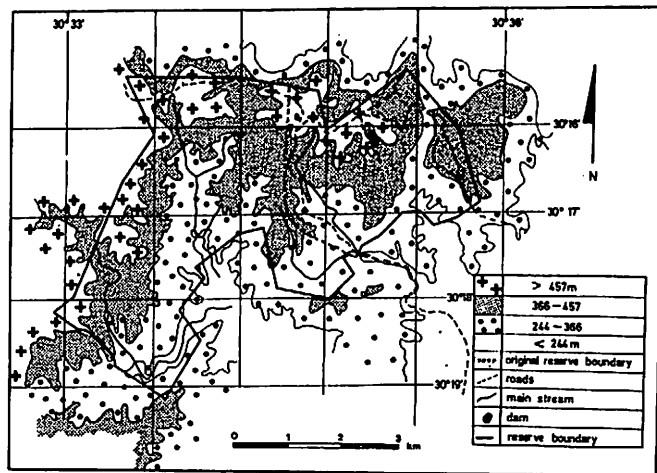 30° 33'
30° 36'
30° 16'
30° 17'
30° 18'
30° 19'
N
> 457m
366-457
244-366
< 244m
original reserve boundary
roads
main stream
dam
reserve boundary
0 1 2 3
km